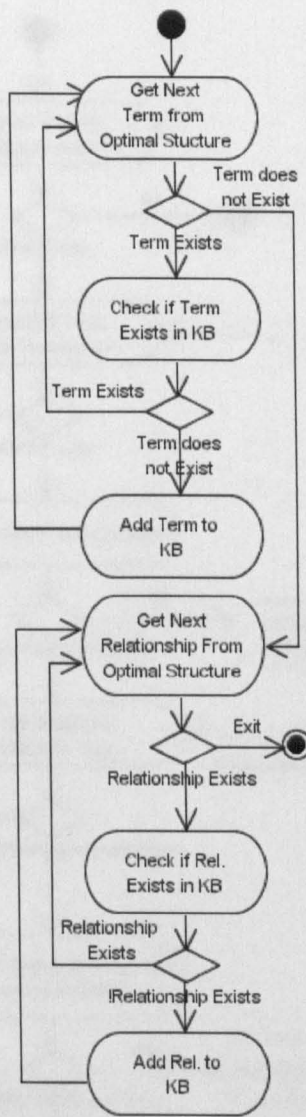 Get Next
Term from
Optimal Stucture
Term does
not Exist
Term Exists
Check if Term
Exists in KB
Term Exists
Term does
not Exist
Add Term to
KB
Get Next
Relationship From
Optimal Structure
Exit
Relationship Exists
Check if Rel.
Exists in KB
Relationship
Exists
!Relationship Exists
Add Rel. to
KB